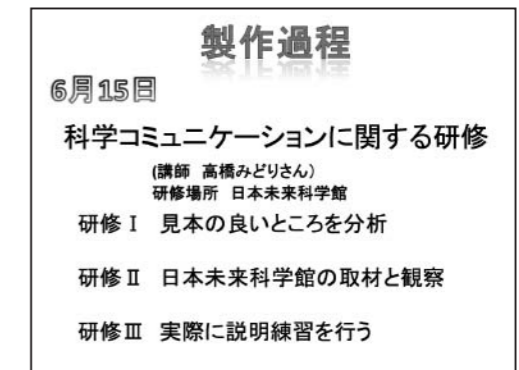 製作過程
6月15日
科学コミュニケーションに関する研修
(講師 高橋みどりさん)
研修場所 日本未来科学館
研修Ⅰ 見本の良いところを分析
研修Ⅱ 日本未来科学館の取材と観察
研修Ⅲ 実際に説明練習を行う